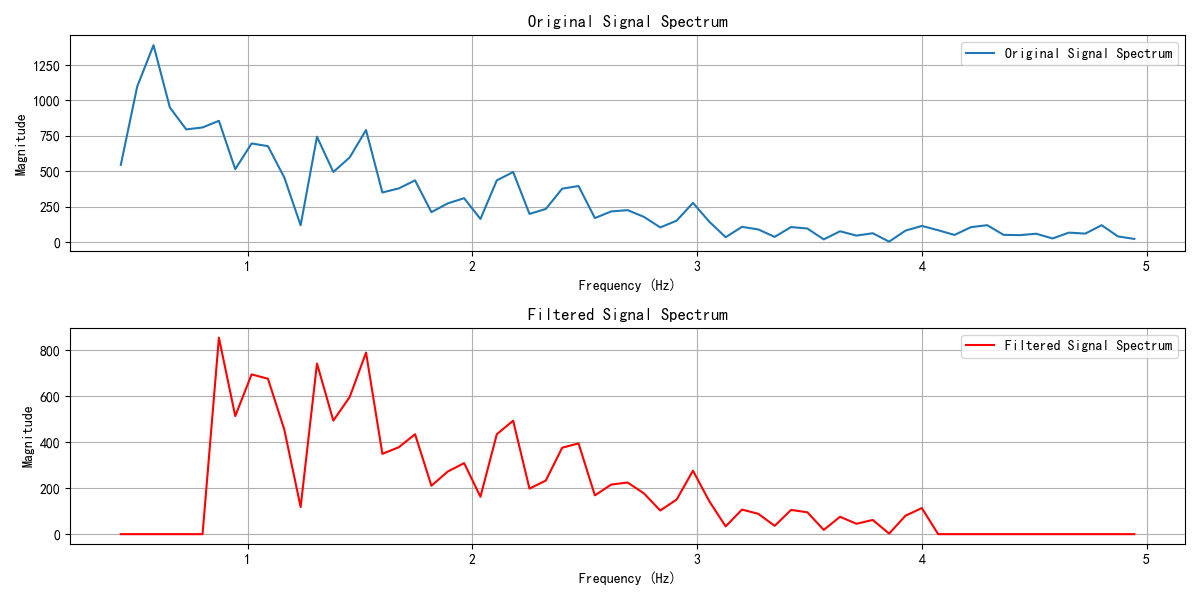 Original Signal Spectrum
Original Signal Spectrum
1250
1000
750
500
250
0
Magnitude
1 2 3 4 5
Frequency (Hz)
Filtered Signal Spectrum
Filtered Signal Spectrum
800
600
400
200
0
Magnitude
1 2 3 4 5
Frequency (Hz)